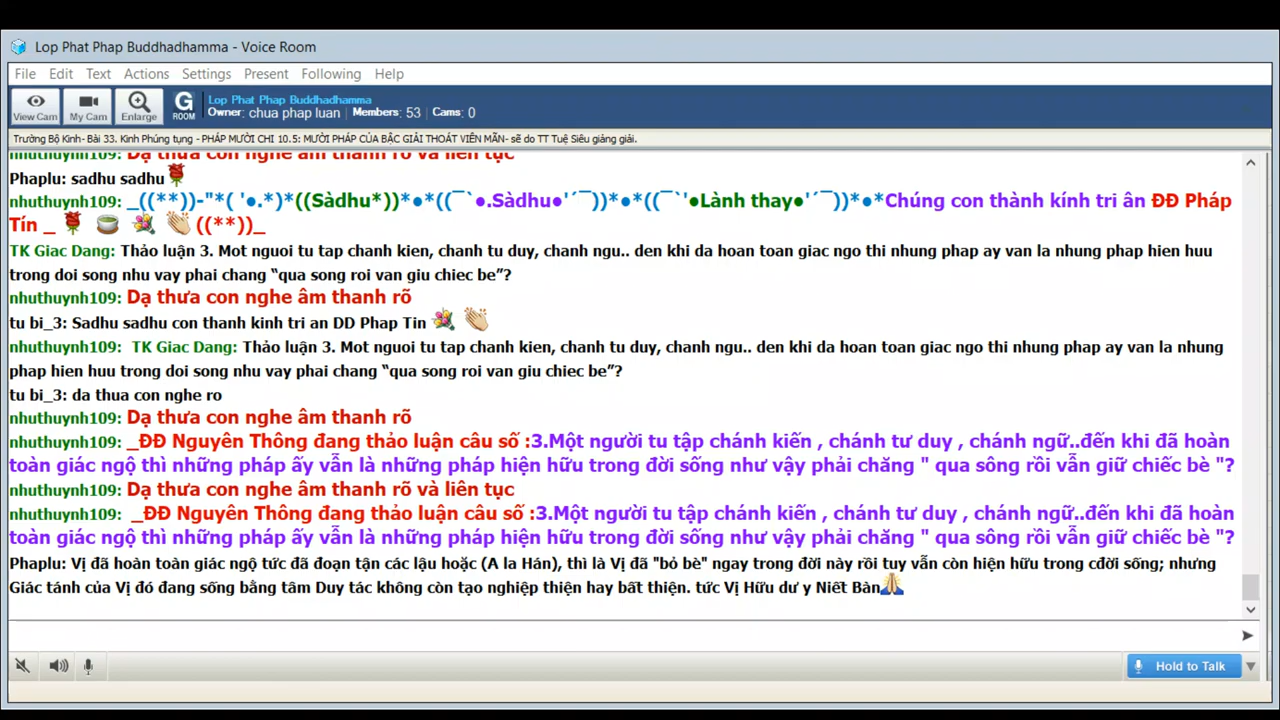 Lop Phat Phap Buddhadhamma - Voice Room
File Edit Text Actions Settings Present Following Help
View Cam My Cam Enlarge G ROOM Lop Phat Phap Buddhadhamma
Owner: chua phap luan Members: 53 Cams: 0
Trường Bộ Kinh- Bài 33. Kinh Phúng tụng - PHÁP MƯỜI CHI 10.5: MƯỜI PHÁP CỦA BẬC GIẢI THOÁT VIÊN MÃN- sẽ do TT Tuệ Siêu giảng giải.
nhuthuynh109: Dạ thưa con nghe âm thanh rõ và liên tục
Phaplu: sadhu sadhu
nhuthuynh109: _((**))-"*( '●.*)*((Sàdhu*))*●*((¯`●.Sàdhu●'´¯))*●*((¯`'●Lành thay●'´¯))*●*Chúng con thành kính tri ân ĐĐ Pháp
Tín _ ((**))_
TK Giac Dang: Thảo luận 3. Mot nguoi tu tap chanh kien, chanh tu duy, chanh ngu.. den khi da hoan toan giac ngo thi nhung phap ay van la nhung phap hien huu
trong doi song nhu vay phai chang “qua song roi van giu chiec be”?
nhuthuynh109: Dạ thưa con nghe âm thanh rõ
tu bi_3: Sadhu sadhu con thanh kinh tri an DD Phap Tin
nhuthuynh109: TK Giac Dang: Thảo luận 3. Mot nguoi tu tap chanh kien, chanh tu duy, chanh ngu.. den khi da hoan toan giac ngo thi nhung phap ay van la nhung
phap hien huu trong doi song nhu vay phai chang “qua song roi van giu chiec be”?
tu bi_3: da thua con nghe ro
nhuthuynh109: Dạ thưa con nghe âm thanh rõ
nhuthuynh109: _ĐĐ Nguyên Thông đang thảo luận câu số :3.Một người tu tập chánh kiến , chánh tư duy , chánh ngữ..đến khi đã hoàn
toàn giác ngộ thì những pháp ấy vẫn là những pháp hiện hữu trong đời sống như vậy phải chăng " qua sông rồi vẫn giữ chiếc bè "?
nhuthuynh109: Dạ thưa con nghe âm thanh rõ và liên tục
nhuthuynh109: _ĐĐ Nguyên Thông đang thảo luận câu số :3.Một người tu tập chánh kiến , chánh tư duy , chánh ngữ..đến khi đã hoàn
toàn giác ngộ thì những pháp ấy vẫn là những pháp hiện hữu trong đời sống như vậy phải chăng " qua sông rồi vẫn giữ chiếc bè "?
Phaplu: Vị đã hoàn toàn giác ngộ tức đã đoạn tận các lậu hoặc (A la Hán), thì là Vị đã "bỏ bè" ngay trong đời này rồi tuy vẫn còn hiện hữu trong cđời sống; nhưng
Giác tánh của Vị đó đang sống bằng tâm Duy tác không còn tạo nghiệp thiện hay bất thiện. tức Vị Hữu dư y Niết Bàn
Hold to Talk